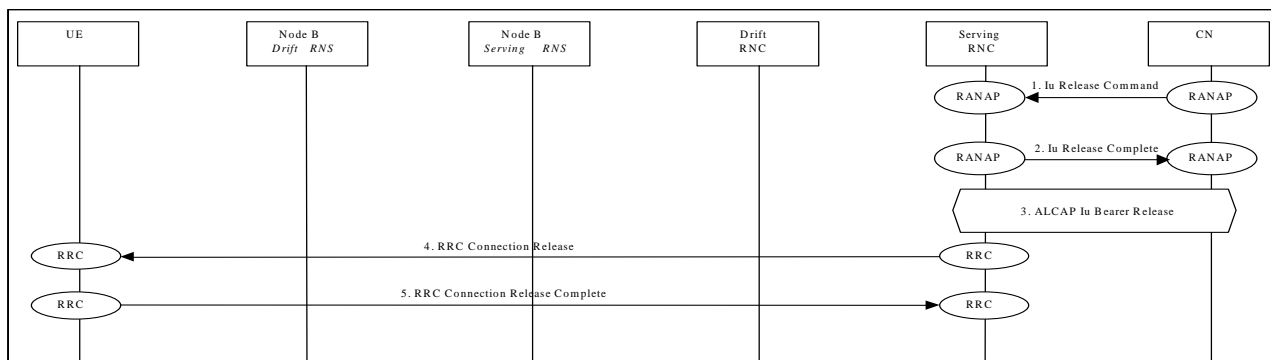 UE
Node B
Drift RNS
Node B
Serving RNS
Drift
RNC
Serving
RNC
CN
RANAP
1. Iu Release Command
RANAP
RANAP
2. Iu Release Complete
RANAP
3. ALCAP Iu Bearer Release
RRC
4. RRC Connection Release
RRC
RRC
5. RRC Connection Release Complete
RRC